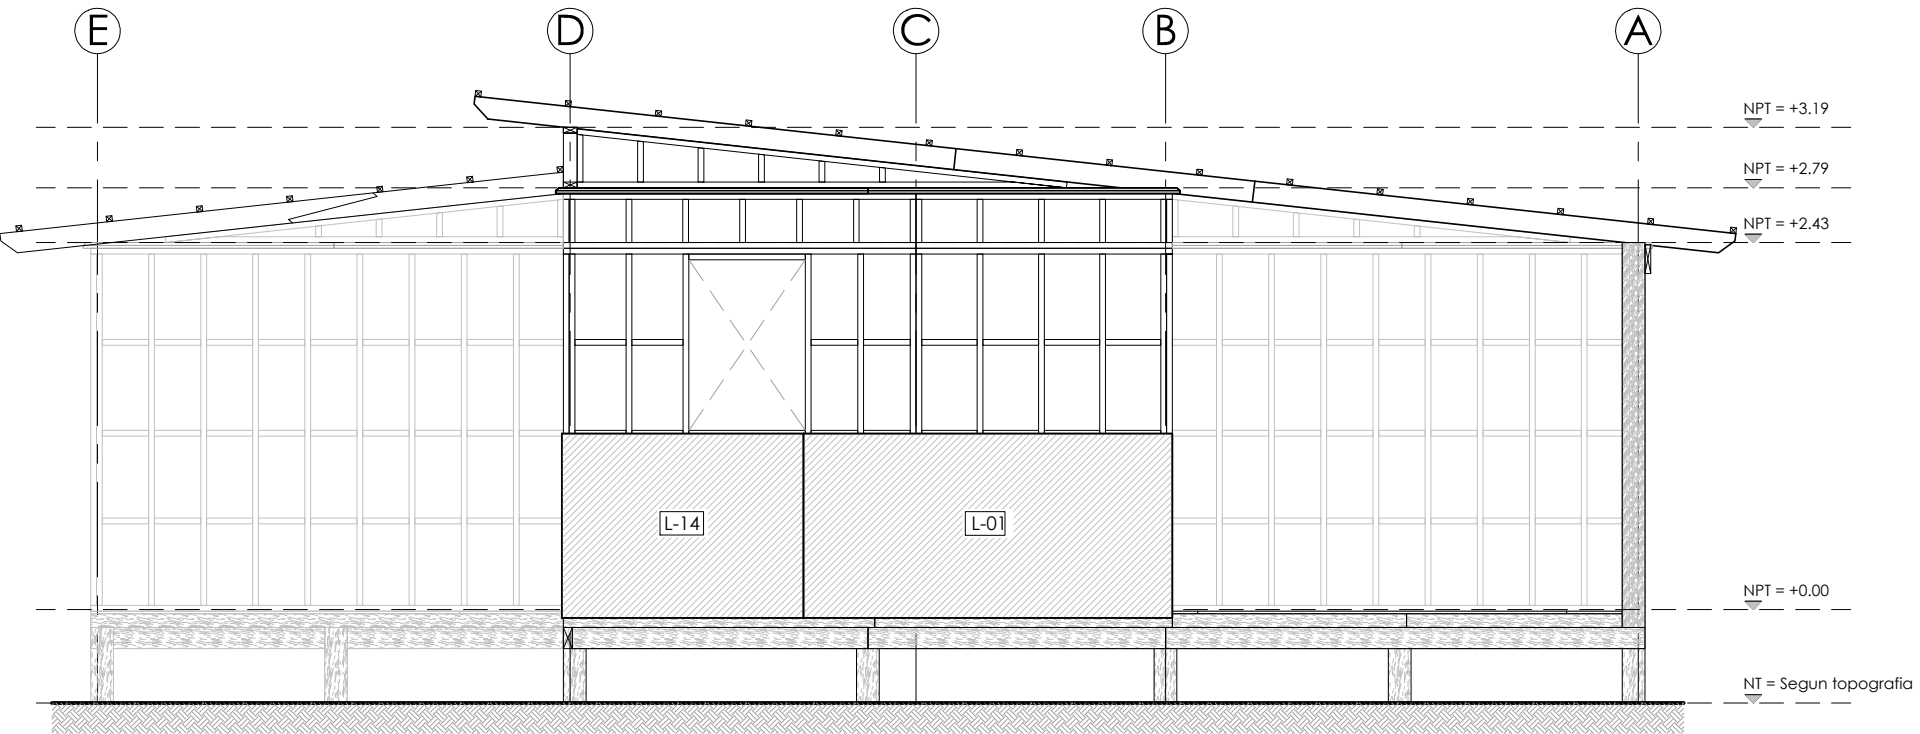 E
D
C
B
A
NPT = +3.19
NPT = +2.79
NPT = +2.43
L-14
L-01
NPT = +0.00
NT = Segun topografia